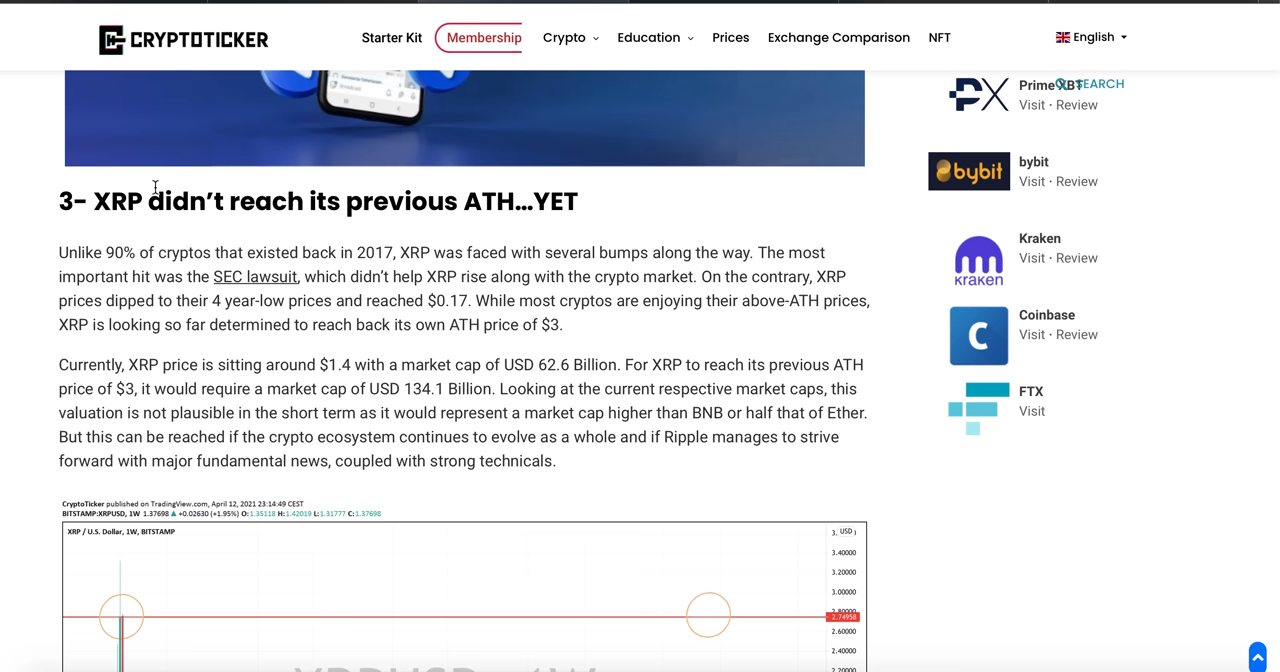 CRYPTOTICKER
Starter Kit
Membership
Crypto
Education
Prices
Exchange Comparison
NFT
English
Prime XBT
SEARCH
Visit · Review
bybit
bybit
Visit · Review
Kraken
Visit · Review
kraken
Coinbase
Visit · Review
FTX
Visit
3- XRP didn’t reach its previous ATH...YET
Unlike 90% of cryptos that existed back in 2017, XRP was faced with several bumps along the way. The most
important hit was the SEC lawsuit, which didn’t help XRP rise along with the crypto market. On the contrary, XRP
prices dipped to their 4 year-low prices and reached $0.17. While most cryptos are enjoying their above-ATH prices,
XRP is looking so far determined to reach back its own ATH price of $3.
Currently, XRP price is sitting around $1.4 with a market cap of USD 62.6 Billion. For XRP to reach its previous ATH
price of $3, it would require a market cap of USD 134.1 Billion. Looking at the current respective market caps, this
valuation is not plausible in the short term as it would represent a market cap higher than BNB or half that of Ether.
But this can be reached if the crypto ecosystem continues to evolve as a whole and if Ripple manages to strive
forward with major fundamental news, coupled with strong technicals.
CryptoTicker published on TradingView.com, April 12, 2021 23:14:49 CEST
BITSTAMP:XRPUSD, 1W 1.37698 ▲ +0.02630 (+1.95%) O:1.35118 H:1.42019 L:1.31777 C:1.37698
XRP / U.S. Dollar, 1W, BITSTAMP
USD
3.40000
3.20000
3.00000
2.80000
2.74958
2.60000
2.40000
2.20000
XRPUSD, 1W